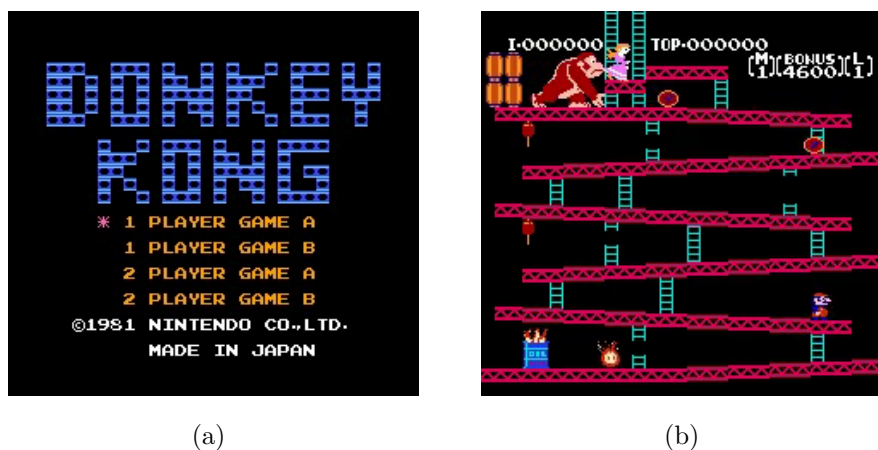 DONKEY
KONG
* 1 PLAYER GAME A
1 PLAYER GAME B
2 PLAYER GAME A
2 PLAYER GAME B
©1981 NINTENDO CO.,LTD.
MADE IN JAPAN
(a)
I-000000 TOP-000000
M BONUS L
1 4600 1
OIL
(b)